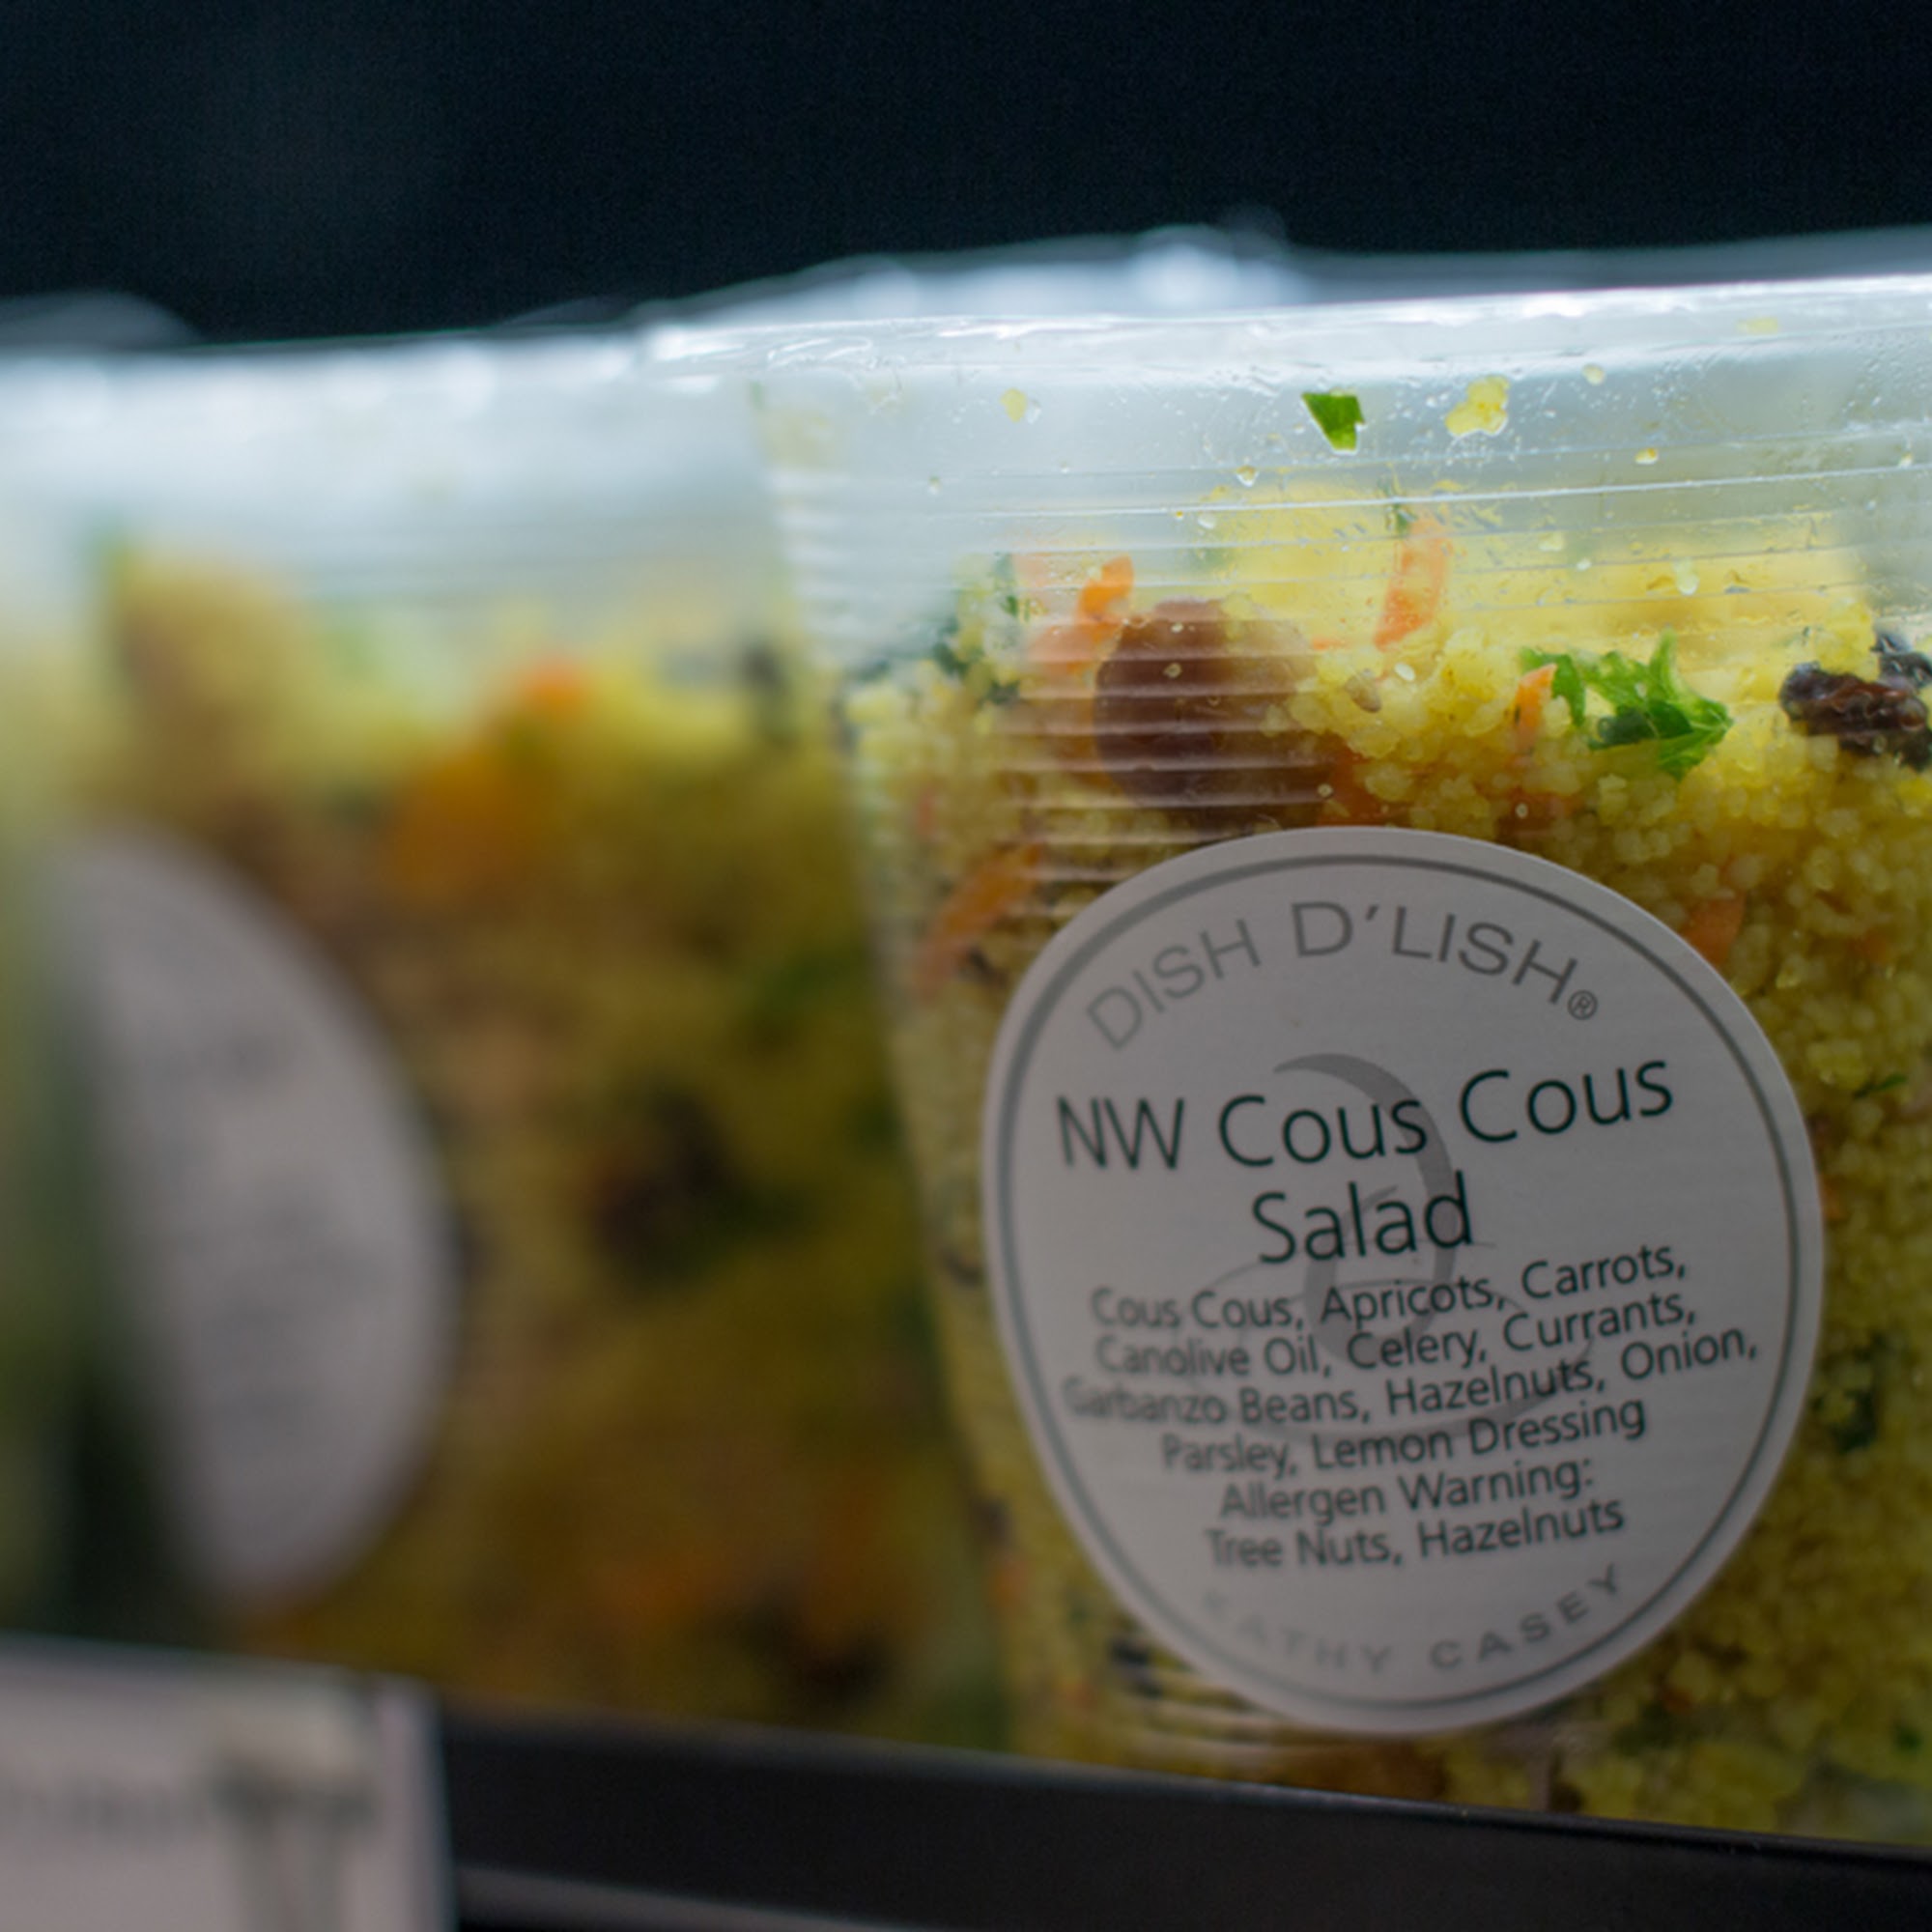 DISH D'LISH®
NW Cous Cous
Salad
Cous Cous, Apricots, Carrots,
Canolive Oil, Celery, Currants,
Garbanzo Beans, Hazelnuts, Onion,
Parsley, Lemon Dressing
Allergen Warning:
Tree Nuts, Hazelnuts
KATHY CASEY